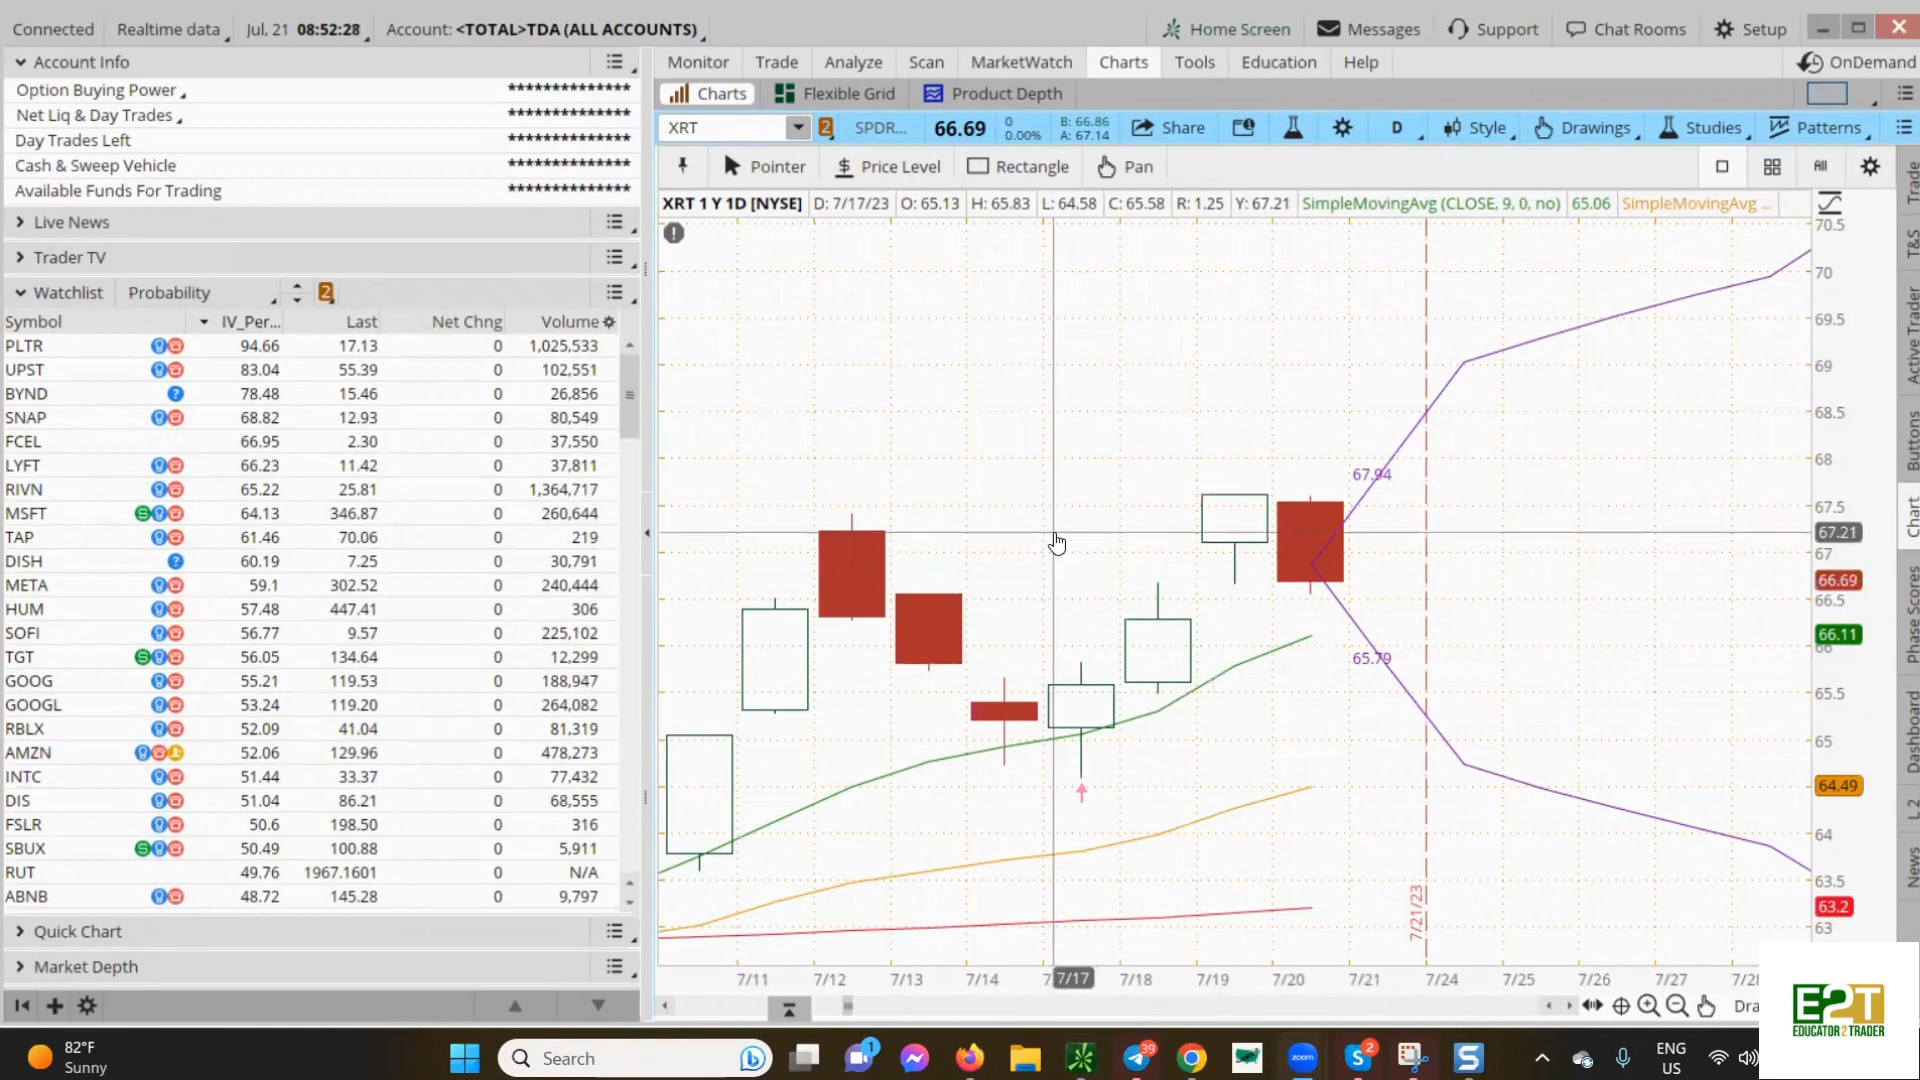 Connected Realtime data Jul, 21 08:52:28 Account: <TOTAL>TDA (ALL ACCOUNTS) Home Screen Messages Support Chat Rooms Setup
Account Info
Option Buying Power **************
Net Liq & Day Trades **************
Day Trades Left **************
Cash & Sweep Vehicle **************
Available Funds For Trading **************
Live News
Trader TV
Watchlist Probability 2
Symbol IV_Per... Last Net Chng Volume
PLTR 94.66 17.13 0 1,025,533
UPST 83.04 55.39 0 102,551
BYND ? 78.48 15.46 0 26,856
SNAP 68.82 12.93 0 80,549
FCEL 66.95 2.30 0 37,550
LYFT 66.23 11.42 0 37,811
RIVN 65.22 25.81 0 1,364,717
MSFT S 64.13 346.87 0 260,644
TAP 61.46 70.06 0 219
DISH ? 60.19 7.25 0 30,791
META 59.1 302.52 0 240,444
HUM 57.48 447.41 0 306
SOFI 56.77 9.57 0 225,102
TGT S 56.05 134.64 0 12,299
GOOG 55.21 119.53 0 188,947
GOOGL 53.24 119.20 0 264,082
RBLX 52.09 41.04 0 81,319
AMZN 52.06 129.96 0 478,273
INTC 51.44 33.37 0 77,432
DIS 51.04 86.21 0 68,555
FSLR 50.6 198.50 0 316
SBUX S 50.49 100.88 0 5,911
RUT 49.76 1967.1601 0 N/A
ABNB 48.72 145.28 0 9,797
Quick Chart
Market Depth
Monitor Trade Analyze Scan MarketWatch Charts Tools Education Help OnDemand
Charts Flexible Grid Product Depth
XRT 2 SPDR... 66.69 0 0.00% B: 66.86 A: 67.14 Share D Style Drawings Studies Patterns
Pointer $ Price Level Rectangle Pan All
XRT 1 Y 1D [NYSE] D: 7/17/23 O: 65.13 H: 65.83 L: 64.58 C: 65.58 R: 1.25 Y: 67.21 SimpleMovingAvg (CLOSE, 9, 0, no) 65.06 SimpleMovingAvg ...
70.5
70
69.5
69
68.5
68
67.94
67.5
67.21
67
66.69
66.5
66.11
66
65.79
65.5
65
64.49
64
63.5
63.2
63
7/21/23
7/11 7/12 7/13 7/14 7/17 7/18 7/19 7/20 7/21 7/24 7/25 7/26 7/27 7/28
Dra
Trade
T&S
Active Trader
Buttons
Chart
Phase Scores
Dashboard
L 2
News
E2T
EDUCATOR2TRADER
82°F
Sunny
Search
1
39
zoom
2
ENG
US